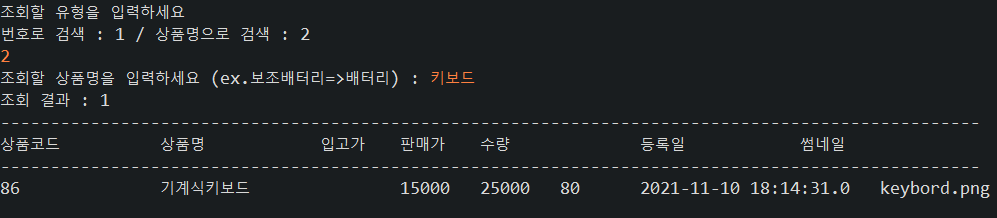 조회할 유형을 입력하세요
번호로 검색 : 1 / 상품명으로 검색 : 2
2
조회할 상품명을 입력하세요 (ex.보조배터리=>배터리) : 키보드
조회 결과 : 1
--------------------------------------------------------------------------------------------------
상품코드 상품명 입고가 판매가 수량 등록일 썸네일
--------------------------------------------------------------------------------------------------
86 기계식키보드 15000 25000 80 2021-11-10 18:14:31.0 keybord.png